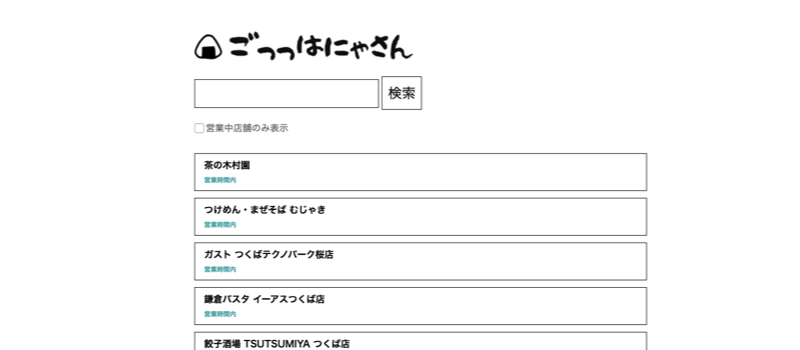 ごっつはにゃさん
検索
営業中店舗のみ表示
茶の木村園
営業時間内
つけめん・まぜそば むじゃき
営業時間内
ガスト つくばテクノパーク桜店
営業時間内
鎌倉パスタ イーアスつくば店
営業時間内
餃子酒場 TSUTSUMIYA つくば店